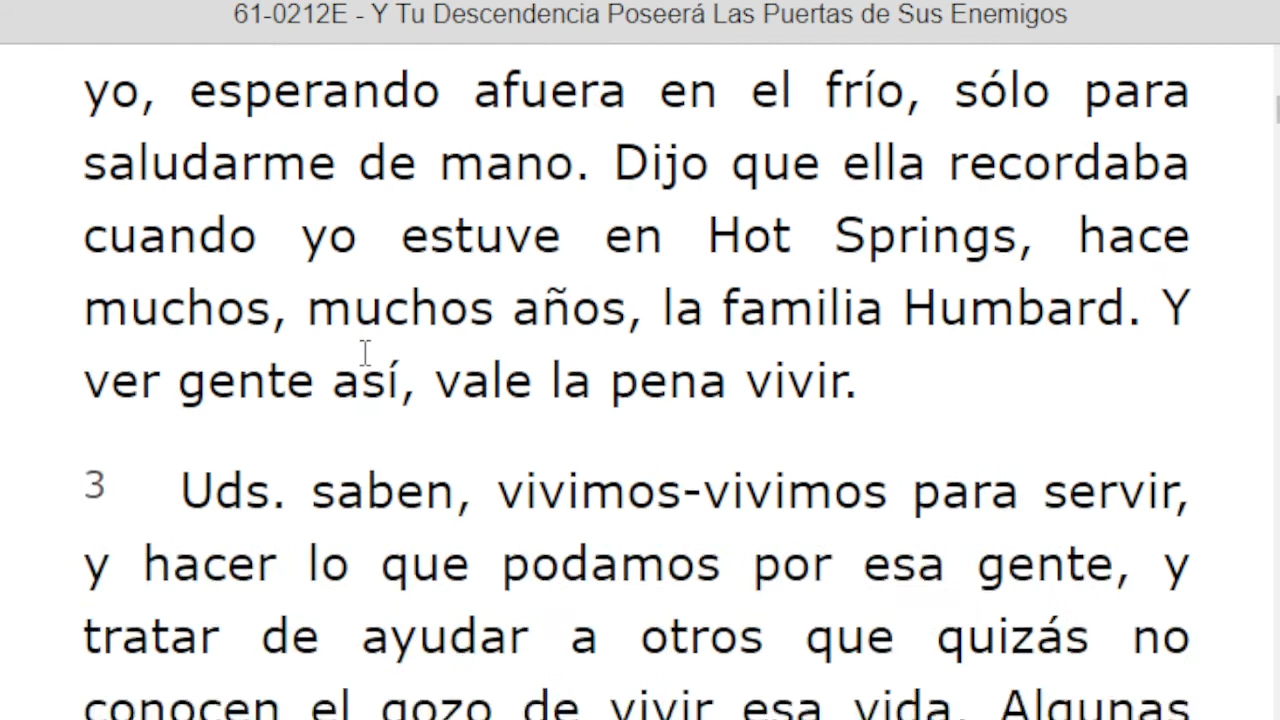 61-0212E - Y Tu Descendencia Poseerá Las Puertas de Sus Enemigos
yo, esperando afuera en el frío, sólo para
saludarme de mano. Dijo que ella recordaba
cuando yo estuve en Hot Springs, hace
muchos, muchos años, la familia Humbard. Y
ver gente así, vale la pena vivir.
3 Uds. saben, vivimos-vivimos para servir,
y hacer lo que podamos por esa gente, y
tratar de ayudar a otros que quizás no
conocen el gozo de vivir esa vida. Algunas